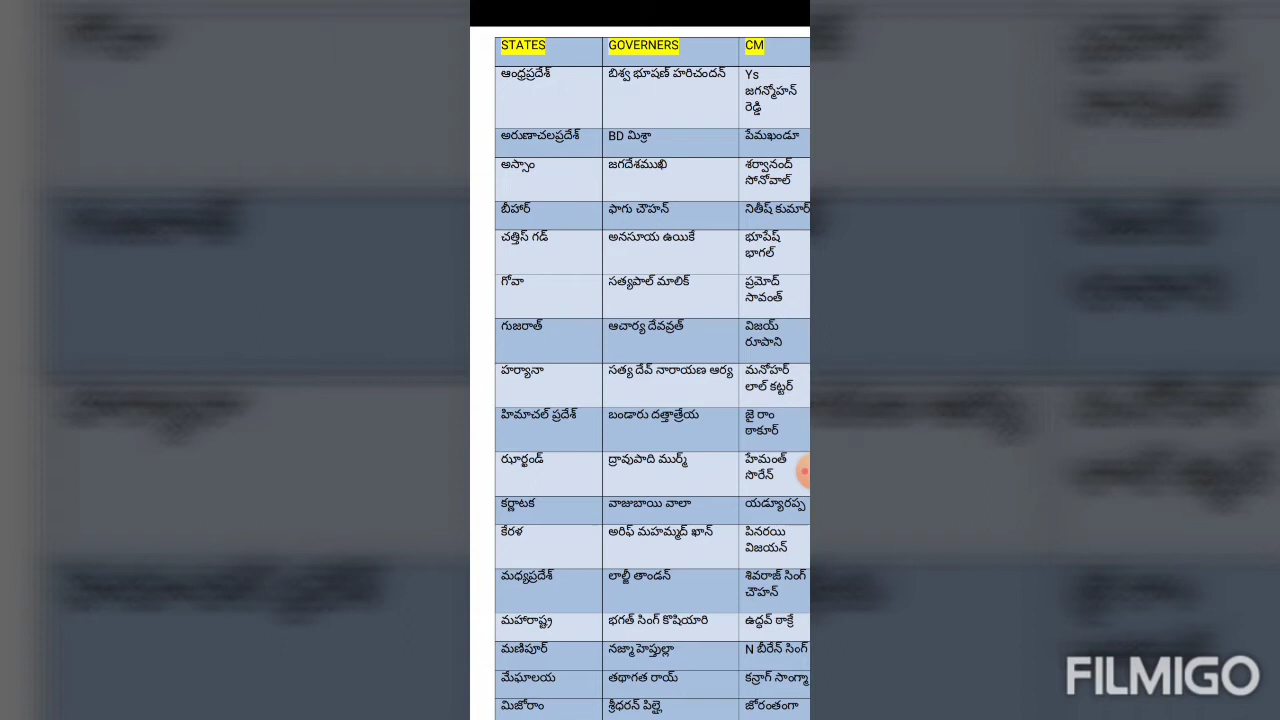 STATES GOVERNERS CM
ఆంధ్రప్రదేశ్ బిశ్వ భూషణ్ హరిచందన్ Ys
జగన్మోహన్
రెడ్డి
అరుణాచలప్రదేశ్ BD మిశ్రా పేమఖండూ
అస్సాం జగదేశముఖి శర్వానంద్
సోనోవాల్
బీహార్ ఫాగు చౌహన్ నితీష్ కుమార్
చత్తిస్ గడ్ అనసూయ ఉయికే భూపేష్
భాగల్
గోవా సత్యపాల్ మాలిక్ ప్రమోద్
సావంత్
గుజరాత్ ఆచార్య దేవవ్రత్ విజయ్
రూపాని
హర్యానా సత్య దేవ్ నారాయణ ఆర్య మనోహర్
లాల్ కట్టర్
హిమాచల్ ప్రదేశ్ బండారు దత్తాత్రేయ జై రాం
ఠాకూర్
ఝార్ఖండ్ ద్రావుపాది ముర్మ్ హేమంత్
సొరేన్
కర్ణాటక వాజుబాయి వాలా యడ్యూరప్ప
కేరళ అరిఫ్ మహమ్మద్ ఖాన్ పినరయి
విజయన్
మధ్యప్రదేశ్ లాల్జీ తాండన్ శివరాజ్ సింగ్
చౌహన్
మహారాష్ట్ర భగత్ సింగ్ కొషియారి ఉద్ధవ్ ఠాక్రే
మణిపూర్ నజ్మా హెప్తుల్లా N బీరేన్ సింగ్
మేఘాలయ తథాగత రాయ్ కన్రాగ్ సాంగ్మా
మిజోరాం శ్రీధరన్ పిల్లై జోరంతంగా
FILMIGO